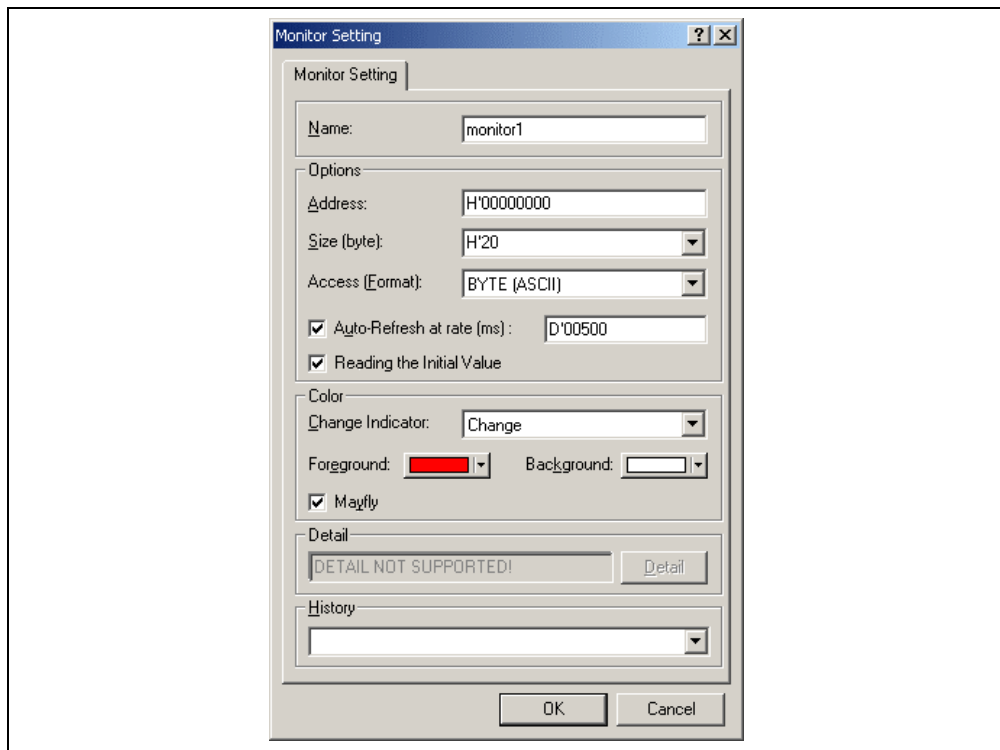 Monitor Setting
Monitor Setting
Name: monitor1
Options
Address: H'00000000
Size (byte): H'20
Access (Format): BYTE (ASCII)
Auto-Refresh at rate (ms) : D'00500
Reading the Initial Value
Color
Change Indicator: Change
Foreground: Background:
Mayfly
Detail
DETAIL NOT SUPPORTED! Detail
History
OK Cancel